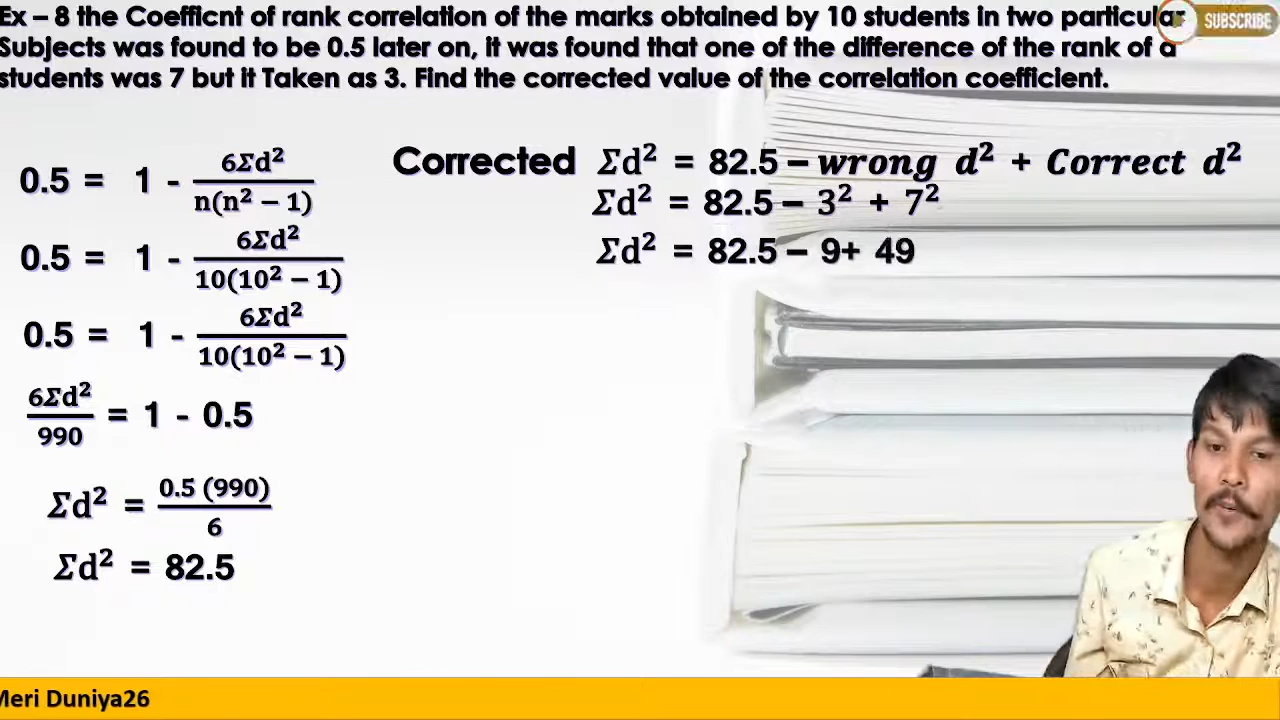 Ex – 8 the Coefficnt of rank correlation of the marks obtained by 10 students in two particular
Subjects was found to be 0.5 later on, it was found that one of the difference of the rank of a
students was 7 but it Taken as 3. Find the corrected value of the correlation coefficient.
SUBSCRIBE
0.5 = 1 - 6Σd² / n(n² − 1)
0.5 = 1 - 6Σd² / 10(10² − 1)
0.5 = 1 - 6Σd² / 10(10² − 1)
6Σd² / 990 = 1 - 0.5
Σd² = 0.5 (990) / 6
Σd² = 82.5
Corrected Σd² = 82.5 – wrong d² + Correct d²
Σd² = 82.5 – 3² + 7²
Σd² = 82.5 – 9+ 49
Meri Duniya26